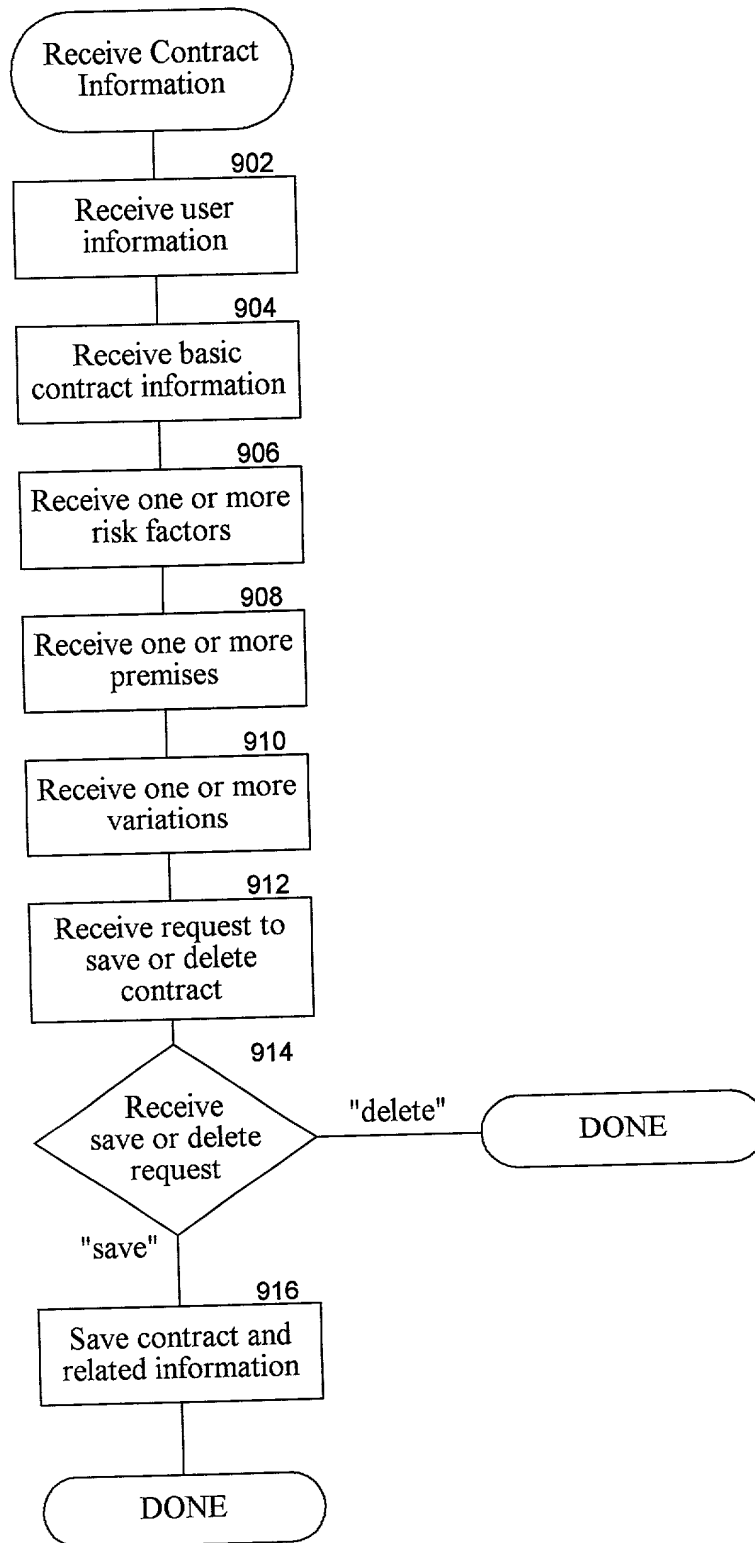 Receive Contract
Information
902
Receive user
information
904
Receive basic
contract information
906
Receive one or more
risk factors
908
Receive one or more
premises
910
Receive one or more
variations
912
Receive request to
save or delete
contract
914
Receive
save or delete
request
"delete"
DONE
"save"
916
Save contract and
related information
DONE